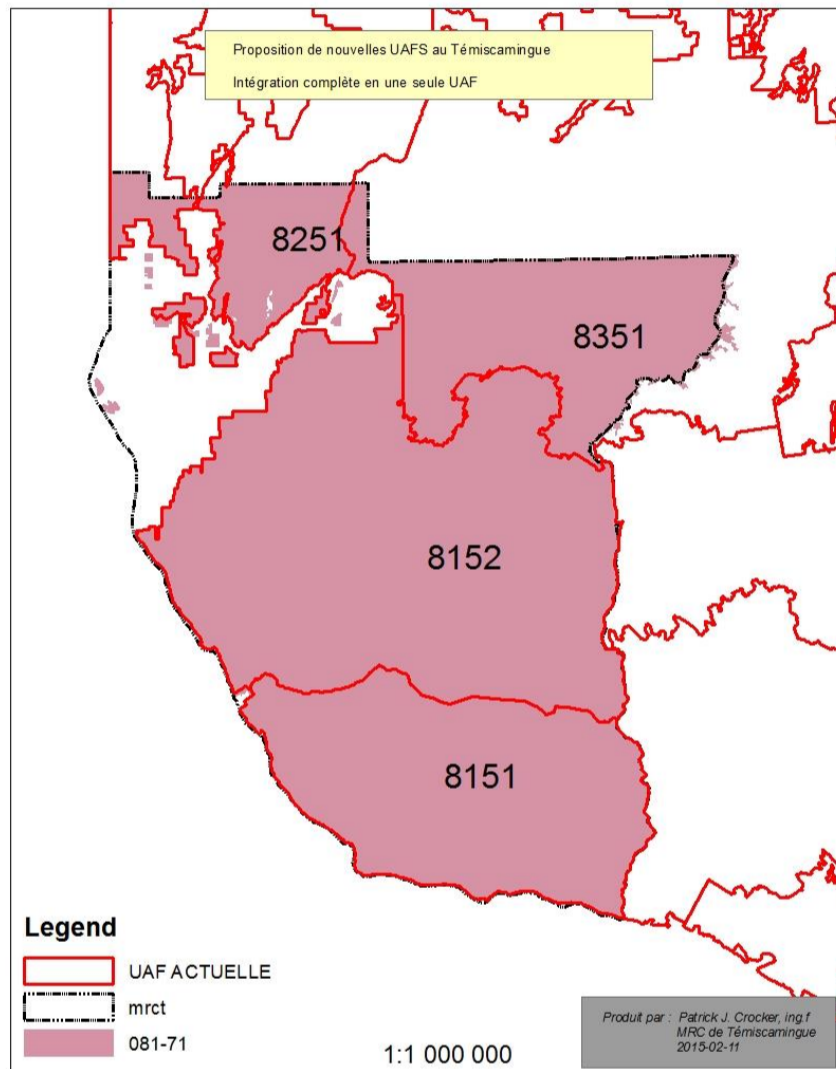 Proposition de nouvelles UAFS au Témiscamingue
Intégration complète en une seule UAF
8251
8351
8152
8151
Legend
UAF ACTUELLE
mrct
081-71
1:1 000 000
Produit par : Patrick J. Crocker, ing.f
MRC de Témiscamingue
2015-02-11